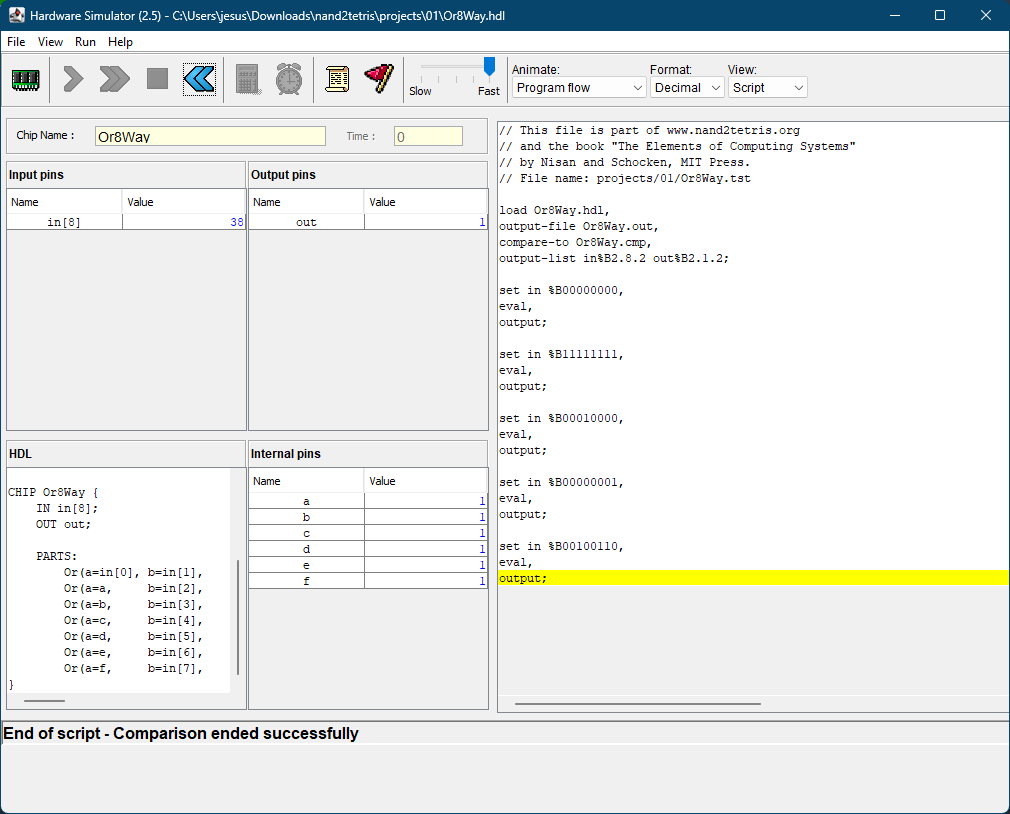 Hardware Simulator (2.5) - C:\Users\jesus\Downloads\nand2tetris\projects\01\Or8Way.hdl
File View Run Help
Slow Fast
Animate: Format: View:
Program flow Decimal Script
Chip Name : Or8Way Time : 0
Input pins
Name Value
in[8] 38
Output pins
Name Value
out 1
HDL
CHIP Or8Way {
IN in[8];
OUT out;
PARTS:
Or(a=in[0], b=in[1],
Or(a=a, b=in[2],
Or(a=b, b=in[3],
Or(a=c, b=in[4],
Or(a=d, b=in[5],
Or(a=e, b=in[6],
Or(a=f, b=in[7],
}
Internal pins
Name Value
a 1
b 1
c 1
d 1
e 1
f 1
// This file is part of www.nand2tetris.org
// and the book "The Elements of Computing Systems"
// by Nisan and Schocken, MIT Press.
// File name: projects/01/Or8Way.tst
load Or8Way.hdl,
output-file Or8Way.out,
compare-to Or8Way.cmp,
output-list in%B2.8.2 out%B2.1.2;
set in %B00000000,
eval,
output;
set in %B11111111,
eval,
output;
set in %B00010000,
eval,
output;
set in %B00000001,
eval,
output;
set in %B00100110,
eval,
output;
End of script - Comparison ended successfully